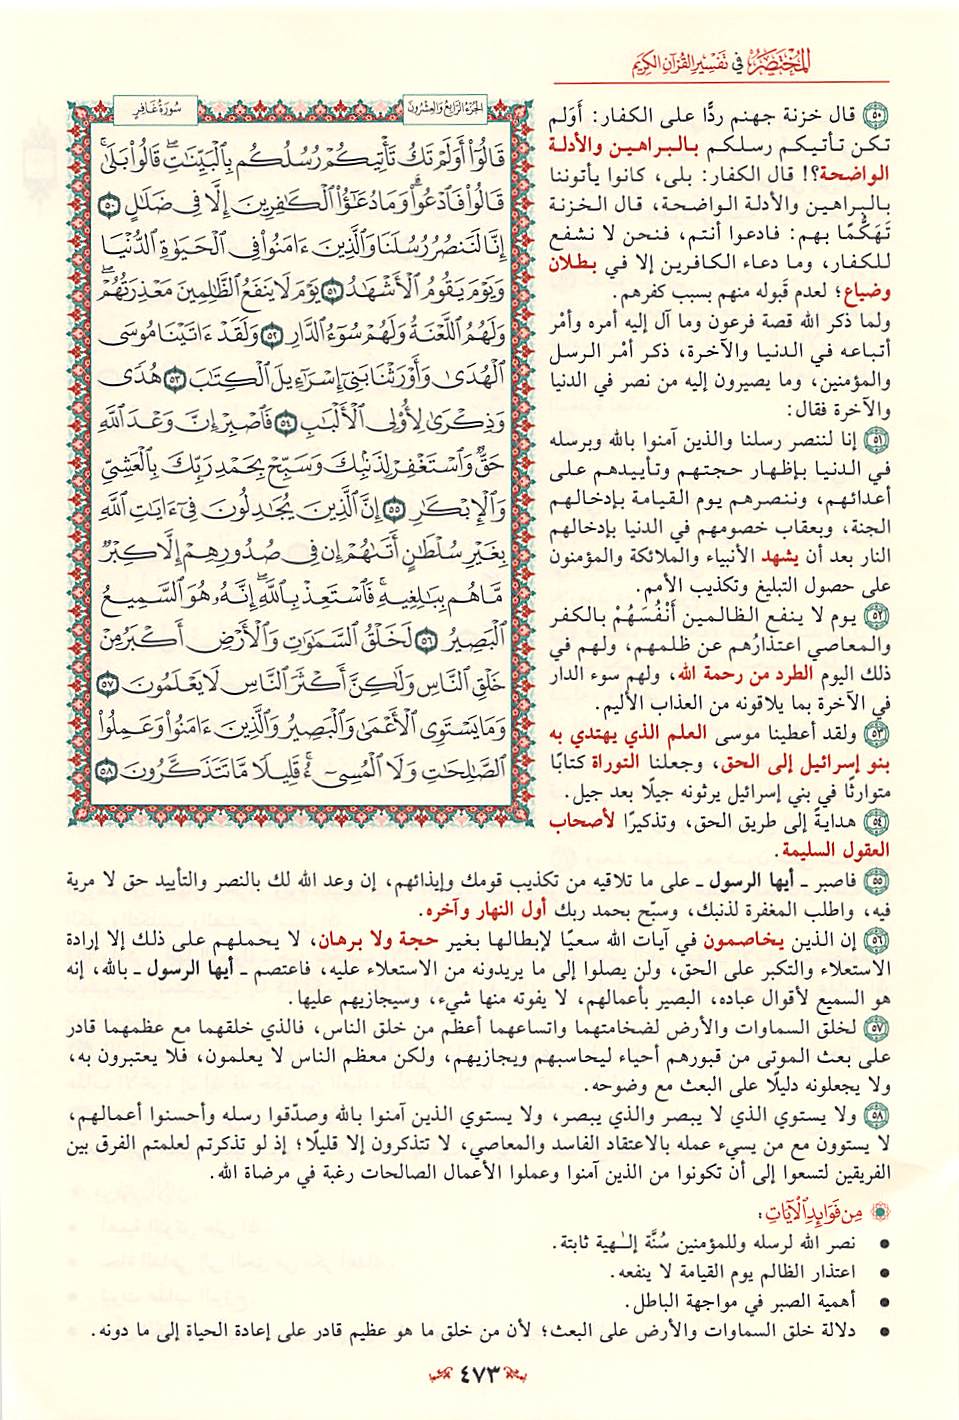 المُخْتَصَرُ في تَفْسِيرِ القُرْآنِ الكَرِيمِ
الجُزءُ الرَّابِعُ وَالعِشْرُونَ
سُورَةُ غَافِرٍ
قَالُوٓاْ أَوَلَمْ تَكُ تَأْتِيكُمْ رُسُلُكُم بِٱلْبَيِّنَٰتِۖ قَالُواْ بَلَىٰۚ
قَالُواْ فَٱدْعُواْۗ وَمَا دُعَٰٓؤُاْ ٱلْكَٰفِرِينَ إِلَّا فِى ضَلَٰلٍ ٥٠
إِنَّا لَنَنصُرُ رُسُلَنَا وَٱلَّذِينَ ءَامَنُواْ فِى ٱلْحَيَوٰةِ ٱلدُّنْيَا
وَيَوْمَ يَقُومُ ٱلْأَشْهَٰدُ ٥١ يَوْمَ لَا يَنفَعُ ٱلظَّٰلِمِينَ مَعْذِرَتُهُمْۖ
وَلَهُمُ ٱللَّعْنَةُ وَلَهُمْ سُوٓءُ ٱلدَّارِ ٥٢ وَلَقَدْ ءَاتَيْنَا مُوسَى
ٱلْهُدَىٰ وَأَوْرَثْنَا بَنِىٓ إِسْرَٰٓءِيلَ ٱلْكِتَٰبَ ٥٣ هُدًى
وَذِكْرَىٰ لِأُوْلِى ٱلْأَلْبَٰبِ ٥٤ فَٱصْبِرْ إِنَّ وَعْدَ ٱللَّهِ
حَقٌّ وَٱسْتَغْفِرْ لِذَنۢبِكَ وَسَبِّحْ بِحَمْدِ رَبِّكَ بِٱلْعَشِىِّ
وَٱلْإِبْكَٰرِ ٥٥ إِنَّ ٱلَّذِينَ يُجَٰدِلُونَ فِىٓ ءَايَٰتِ ٱللَّهِ
بِغَيْرِ سُلْطَٰنٍ أَتَىٰهُمْ إِن فِى صُدُورِهِمْ إِلَّا كِبْرٌ
مَّا هُم بِبَٰلِغِيهِۚ فَٱسْتَعِذْ بِٱللَّهِۖ إِنَّهُۥ هُوَ ٱلسَّمِيعُ
ٱلْبَصِيرُ ٥٦ لَخَلْقُ ٱلسَّمَٰوَٰتِ وَٱلْأَرْضِ أَكْبَرُ مِنْ
خَلْقِ ٱلنَّاسِ وَلَٰكِنَّ أَكْثَرَ ٱلنَّاسِ لَا يَعْلَمُونَ ٥٧
وَمَا يَسْتَوِى ٱلْأَعْمَىٰ وَٱلْبَصِيرُ وَٱلَّذِينَ ءَامَنُواْ وَعَمِلُواْ
ٱلصَّٰلِحَٰتِ وَلَا ٱلْمُسِىٓءُۚ قَلِيلًا مَّا تَتَذَكَّرُونَ ٥٨
٥٠ قال خزنة جهنم ردًّا على الكفار: أَوَلم
تكن تأتيكم رسلكم بالبراهين والأدلة
الواضحة؟! قال الكفار: بلى، كانوا يأتوننا
بالبراهين والأدلة الواضحة، قال الخزنة
تَهَكُّمًا بهم: فادعوا أنتم، فنحن لا نشفع
للكفار، وما دعاء الكافرين إلا في بطلان
وضياع؛ لعدم قَبوله منهم بسبب كفرهم.
ولما ذكر الله قصة فرعون وما آل إليه أمره وأمْر
أتباعه في الدنيا والآخرة، ذكر أمْر الرسل
والمؤمنين، وما يصيرون إليه من نصر في الدنيا
والآخرة فقال:
٥١ إنا لننصر رسلنا والذين آمنوا بالله وبرسله
في الدنيا بإظهار حجتهم وتأييدهم على
أعدائهم، وننصرهم يوم القيامة بإدخالهم
الجنة، وبعقاب خصومهم في الدنيا بإدخالهم
النار بعد أن يشهد الأنبياء والملائكة والمؤمنون
على حصول التبليغ وتكذيب الأمم.
٥٢ يوم لا ينفع الظالمين أَنْفُسَهُمْ بالكفر
والمعاصي اعتذارُهم عن ظلمهم، ولهم في
ذلك اليوم الطرد من رحمة الله، ولهم سوء الدار
في الآخرة بما يلاقونه من العذاب الأليم.
٥٣ ولقد أعطينا موسى العلم الذي يهتدي به
بنو إسرائيل إلى الحق، وجعلنا التوراة كتابًا
متوارثًا في بني إسرائيل يرثونه جيلًا بعد جيل.
٥٤ هدايةً إلى طريق الحق، وتذكيرًا لأصحاب
العقول السليمة.
٥٥ فاصبر ـ أيها الرسول ـ على ما تلاقيه من تكذيب قومك وإيذائهم، إن وعد الله لك بالنصر والتأييد حق لا مرية
فيه، واطلب المغفرة لذنبك، وسبّح بحمد ربك أول النهار وآخره.
٥٦ إن الذين يخاصمون في آيات الله سعيًا لإبطالها بغير حجة ولا برهان، لا يحملهم على ذلك إلا إرادة
الاستعلاء والتكبر على الحق، ولن يصلوا إلى ما يريدونه من الاستعلاء عليه، فاعتصم ـ أيها الرسول ـ بالله، إنه
هو السميع لأقوال عباده، البصير بأعمالهم، لا يفوته منها شيء، وسيجازيهم عليها.
٥٧ لخلق السماوات والأرض لضخامتهما واتساعهما أعظم من خلق الناس، فالذي خلقهما مع عظمهما قادر
على بعث الموتى من قبورهم أحياء ليحاسبهم ويجازيهم، ولكن معظم الناس لا يعلمون، فلا يعتبرون به،
ولا يجعلونه دليلًا على البعث مع وضوحه.
٥٨ ولا يستوي الذي لا يبصر والذي يبصر، ولا يستوي الذين آمنوا بالله وصدّقوا رسله وأحسنوا أعمالهم،
لا يستوون مع من يسيء عمله بالاعتقاد الفاسد والمعاصي، لا تتذكرون إلا قليلًا؛ إذ لو تذكرتم لعلمتم الفرق بين
الفريقين لتسعوا إلى أن تكونوا من الذين آمنوا وعملوا الأعمال الصالحات رغبة في مرضاة الله.
مِن فَوَائِدِ الآيَاتِ:
• نصر الله لرسله وللمؤمنين سُنَّة إلـٰهية ثابتة.
• اعتذار الظالم يوم القيامة لا ينفعه.
• أهمية الصبر في مواجهة الباطل.
• دلالة خلق السماوات والأرض على البعث؛ لأن من خلق ما هو عظيم قادر على إعادة الحياة إلى ما دونه.
٤٧٣